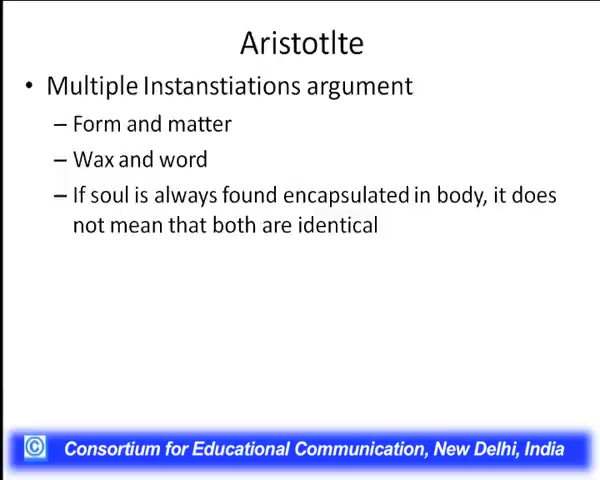 Aristotlte
• Multiple Instanstiations argument
– Form and matter
– Wax and word
– If soul is always found encapsulated in body, it does
not mean that both are identical
© Consortium for Educational Communication, New Delhi, India